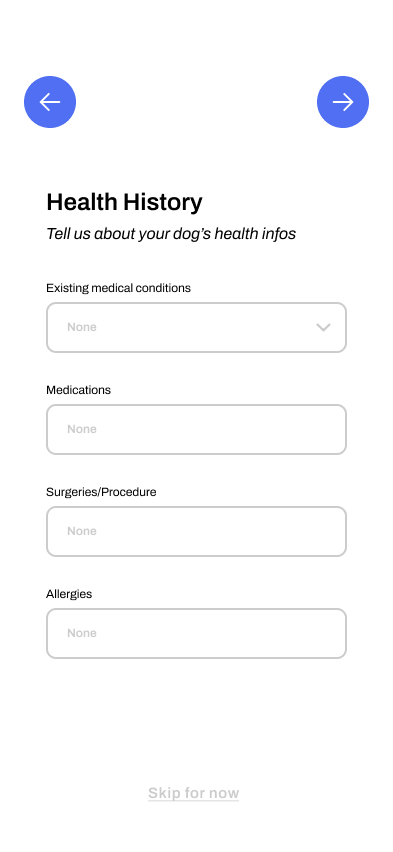 Health History
Tell us about your dog's health infos
Existing medical conditions
None
Medications
None
Surgeries/Procedure
None
Allergies
None
Skip for now